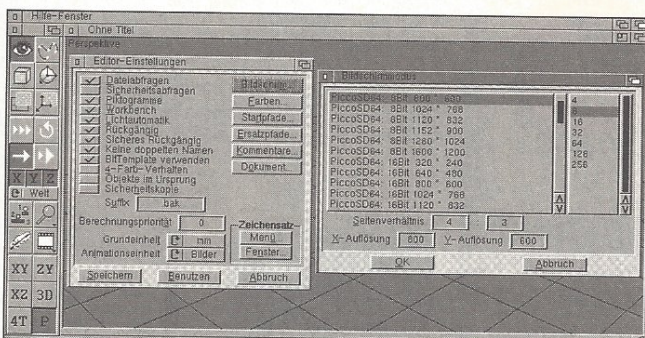 Hilfe-Fenster
Ohne Titel
Perspektive
Editor-Einstellungen
Dateiabfragen
Sicherheitsabfragen
Piktogramme
Workbench
Lichtautomatik
Rückgängig
Sicheres Rückgängig
Keine doppelten Namen
BltTemplate verwenden
4-Farb-Verhalten
Objekte im Ursprung
Sicherheitskopie
Suffix bak
Berechnungspriorität 0
Grundeinheit mm
Animationseinheit Bilder
Bildschirm...
Farben...
Startpfade...
Ersatzpfade...
Kommentare...
Dokument...
Zeichensatz
Menü...
Fenster...
Speichern Benutzen Abbruch
Bildschirmmodus
PiccoSD64: 8Bit 800 *
PiccoSD64: 8Bit 1024 * 768
PiccoSD64: 8Bit 1120 * 832
PiccoSD64: 8Bit 1152 * 900
PiccoSD64: 8Bit 1280 * 1024
PiccoSD64: 8Bit 1600 * 1200
PiccoSD64: 16Bit 320 * 240
PiccoSD64: 16Bit 640 * 480
PiccoSD64: 16Bit 800 * 600
PiccoSD64: 16Bit 1024 * 768
PiccoSD64: 16Bit 1120 * 832
4
8
16
32
64
128
256
Seitenverhältnis 4 3
X-Auflösung 800 Y-Auflösung 600
OK Abbruch
X Y Z
Welt
XY ZY
XZ 3D
4T P